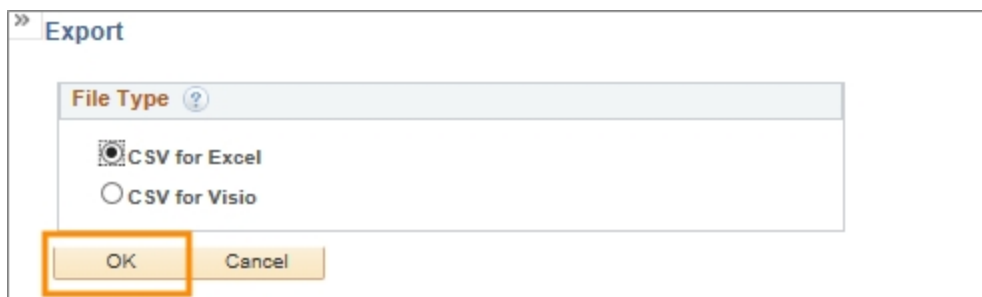 »
Export
File Type ?
CSV for Excel
CSV for Visio
OK Cancel